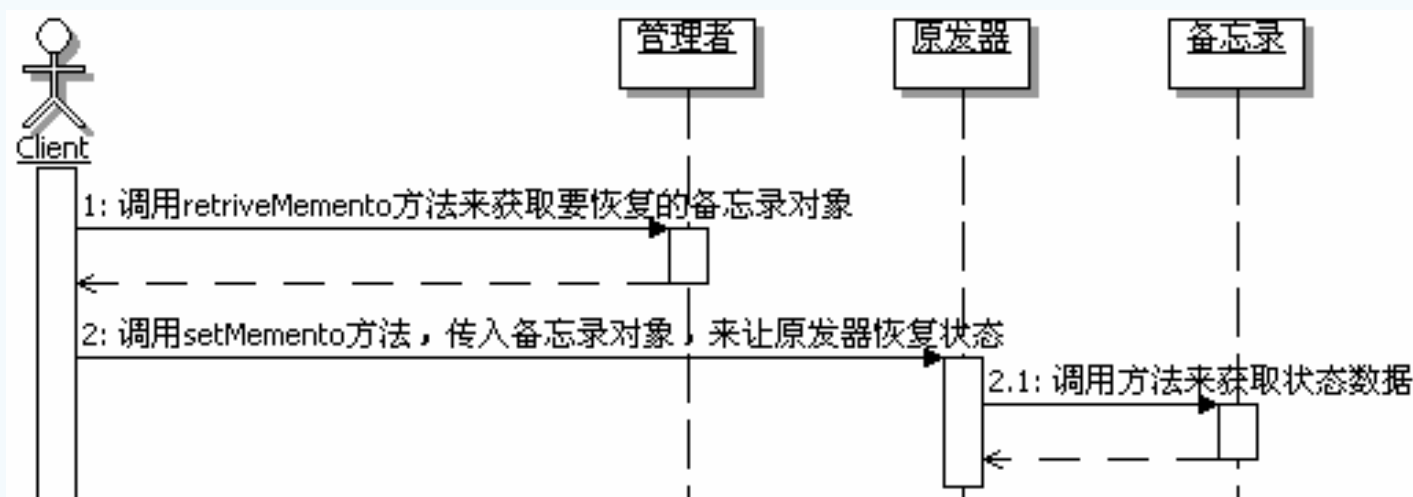 管理者
原发器
备忘录
Client
1: 调用retriveMemento方法来获取要恢复的备忘录对象
2: 调用setMemento方法，传入备忘录对象，来让原发器恢复状态
2.1: 调用方法来获取状态数据